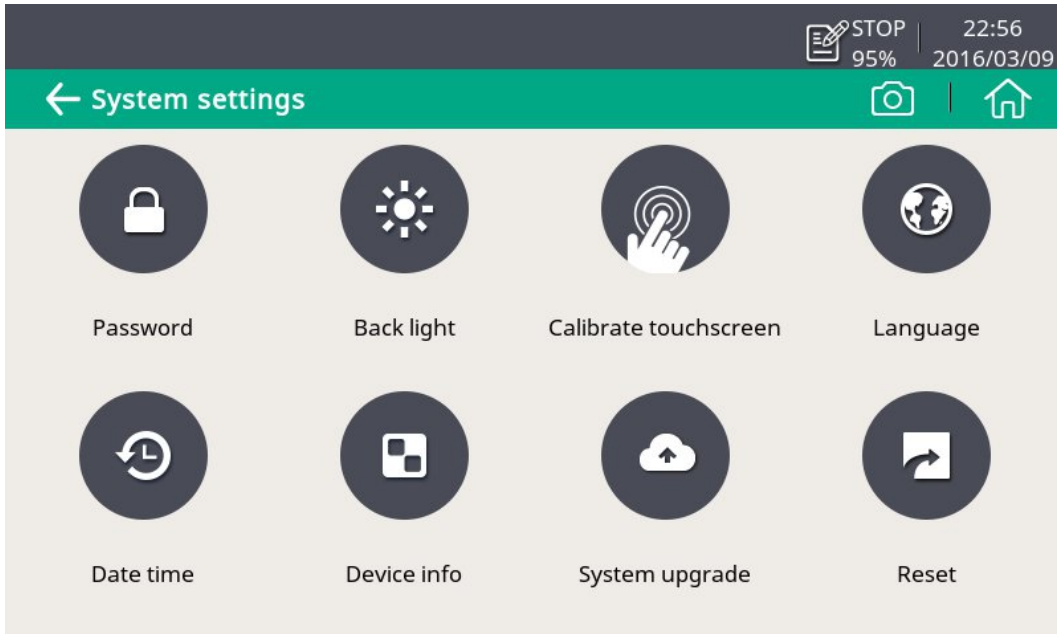 STOP 22:56
95% 2016/03/09
System settings
Password Back light Calibrate touchscreen Language
Date time Device info System upgrade Reset